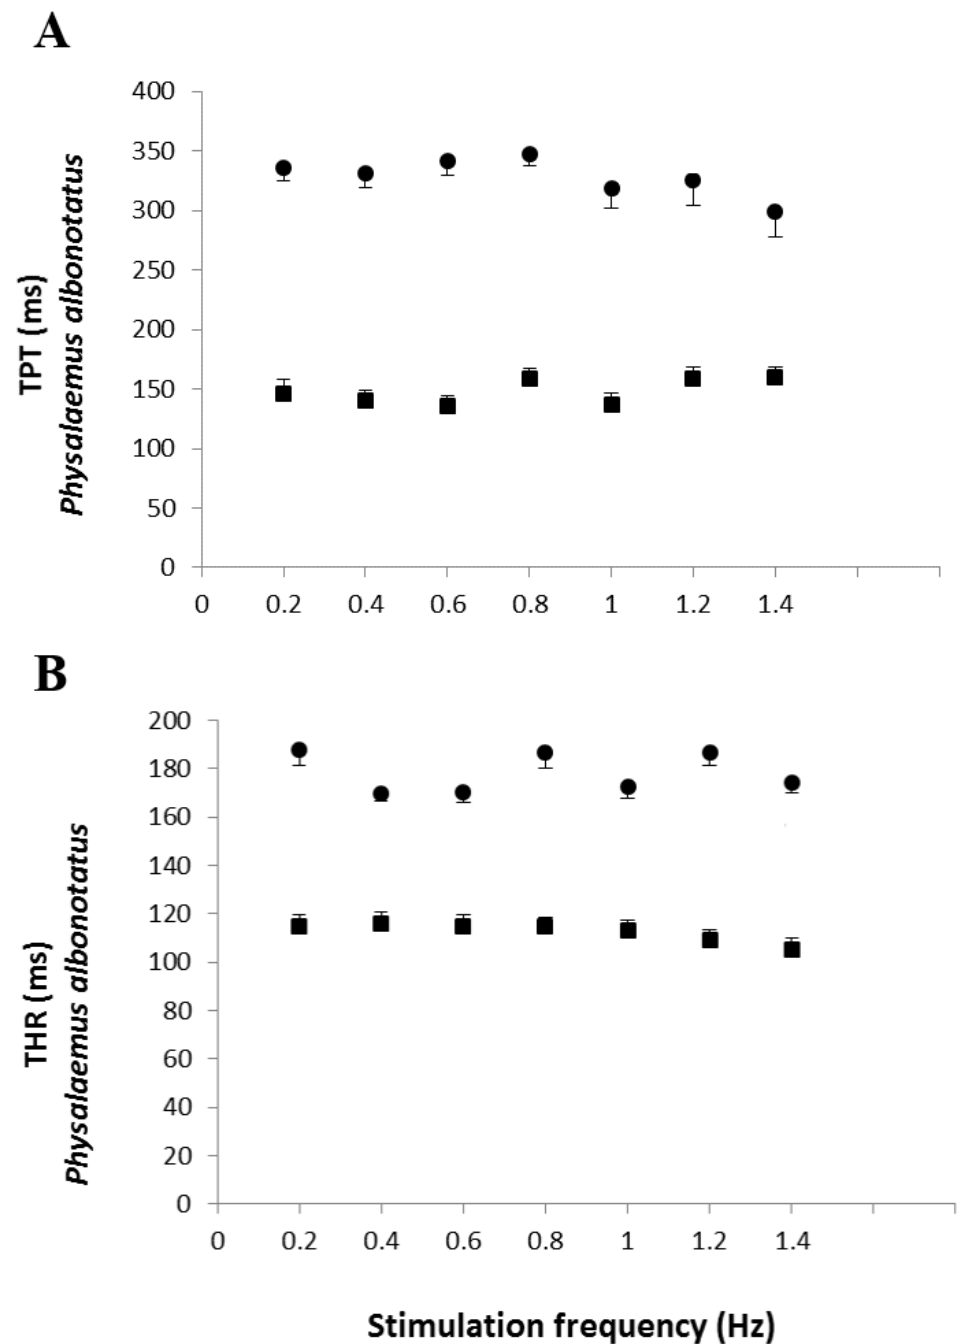 A
400
350
300
250
200
150
100
50
0
TPT (ms)
Physalaemus albonotatus
0 0.2 0.4 0.6 0.8 1 1.2 1.4
B
200
180
160
140
120
100
80
60
40
20
0
THR (ms)
Physalaemus albonotatus
0 0.2 0.4 0.6 0.8 1 1.2 1.4
Stimulation frequency (Hz)